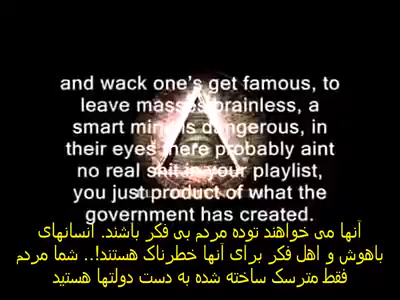 and wack one's get famous, to
leave masses brainless, a
smart mind is dangerous, in
their eyes there probably aint
no real shit in your playlist,
you just product of what the
government has created.
آنها می خواهند توده مردم بی فکر باشند. انسانهای
باهوش و اهل فکر برای آنها خطرناک هستند!.. شما مردم
فقط مترسک ساخته شده به دست دولتها هستید